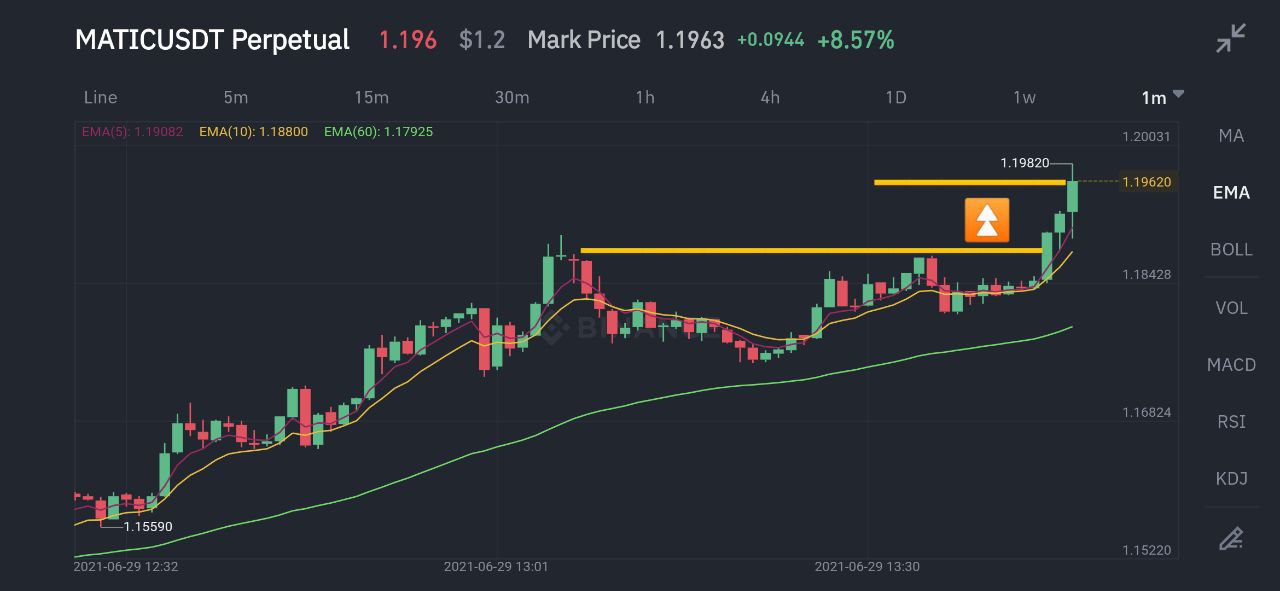 MATICUSDT Perpetual 1.196 $1.2 Mark Price 1.1963 +0.0944 +8.57%
Line 5m 15m 30m 1h 4h 1D 1w 1m
EMA(5): 1.19082 EMA(10): 1.18800 EMA(60): 1.17925
1.20031
MA
1.19820
1.19620
EMA
BOLL
1.18428
VOL
BINANCE
MACD
1.16824
RSI
KDJ
1.15590
1.15220
2021-06-29 12:32 2021-06-29 13:01 2021-06-29 13:30